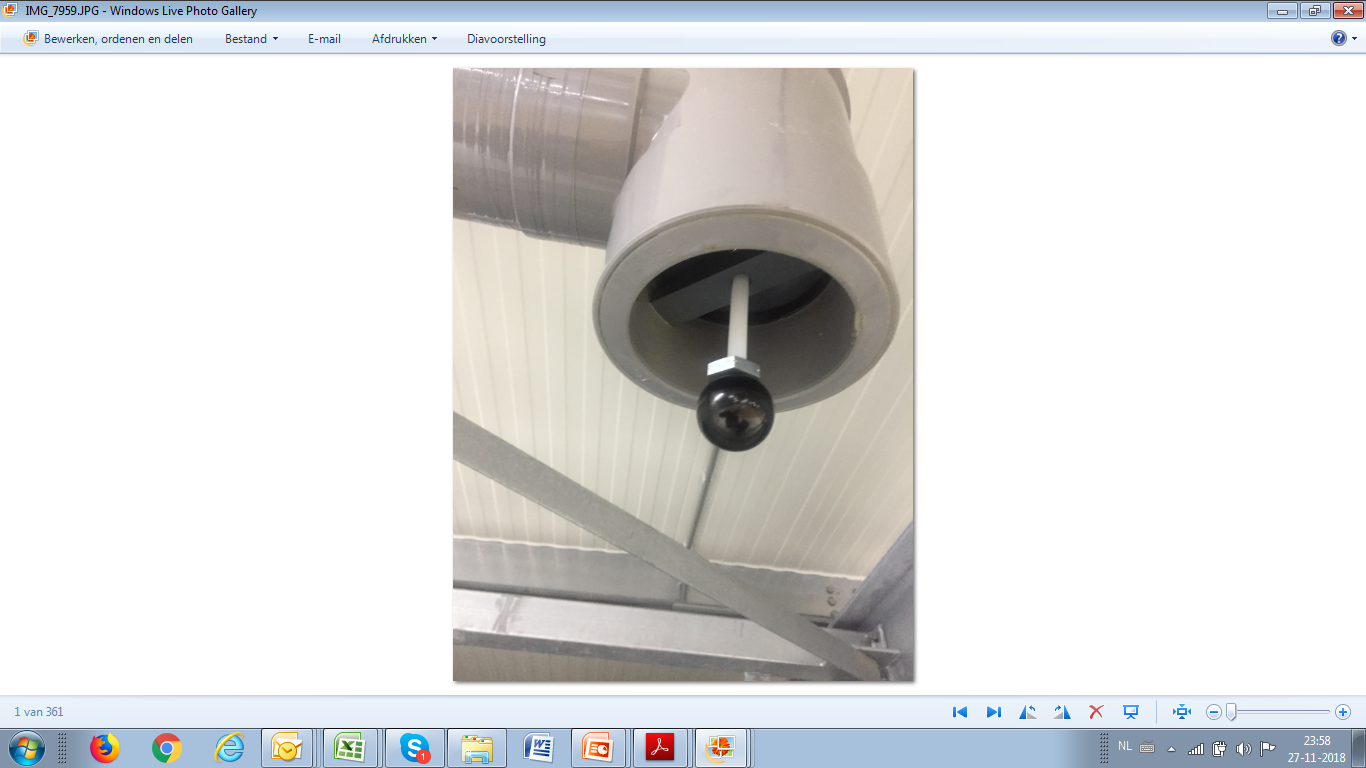 IMG_7959.JPG - Windows Live Photo Gallery
Bewerken, ordenen en delen Bestand E-mail Afdrukken Diavoorstelling
1 van 361
NL
23:58
27-11-2018
1